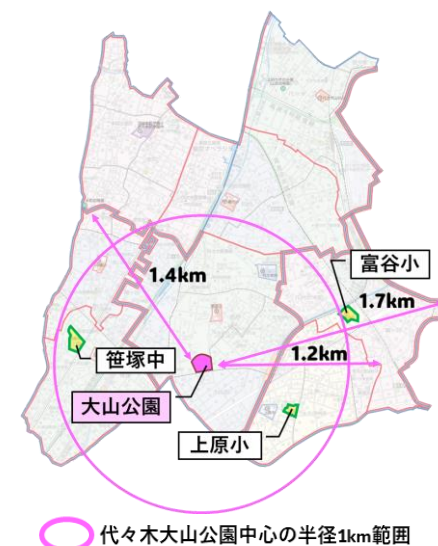 1.4km
富谷小
1.7km
1.2km
笹塚中
大山公園
上原小
代々木大山公園中心の半径1km範囲